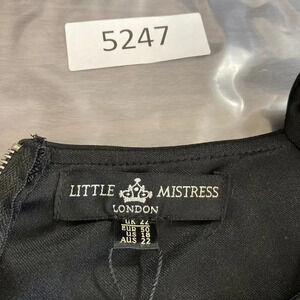 5247
LITTLE MISTRESS
LONDON
UK 22
EUR 50
US 18
AUS 22